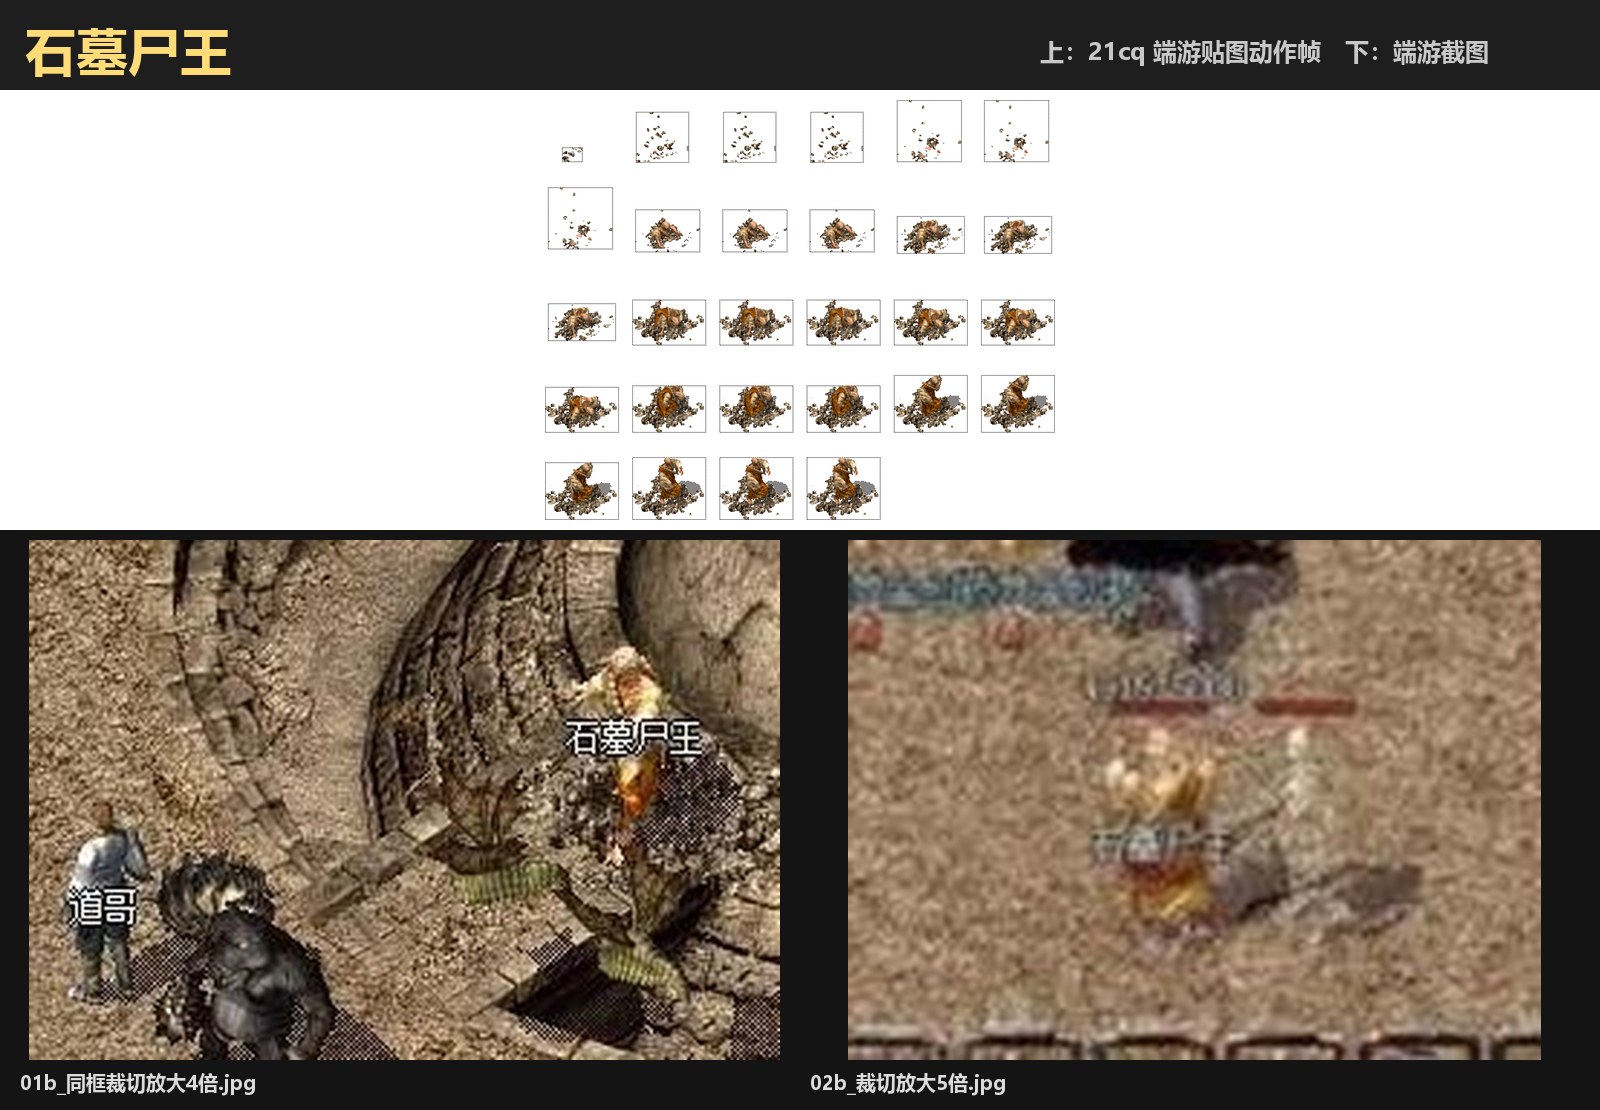 石墓尸王
上：21cq 端游贴图动作帧　下：端游截图
石墓尸王
道哥
01b_同框裁切放大4倍.jpg
02b_裁切放大5倍.jpg